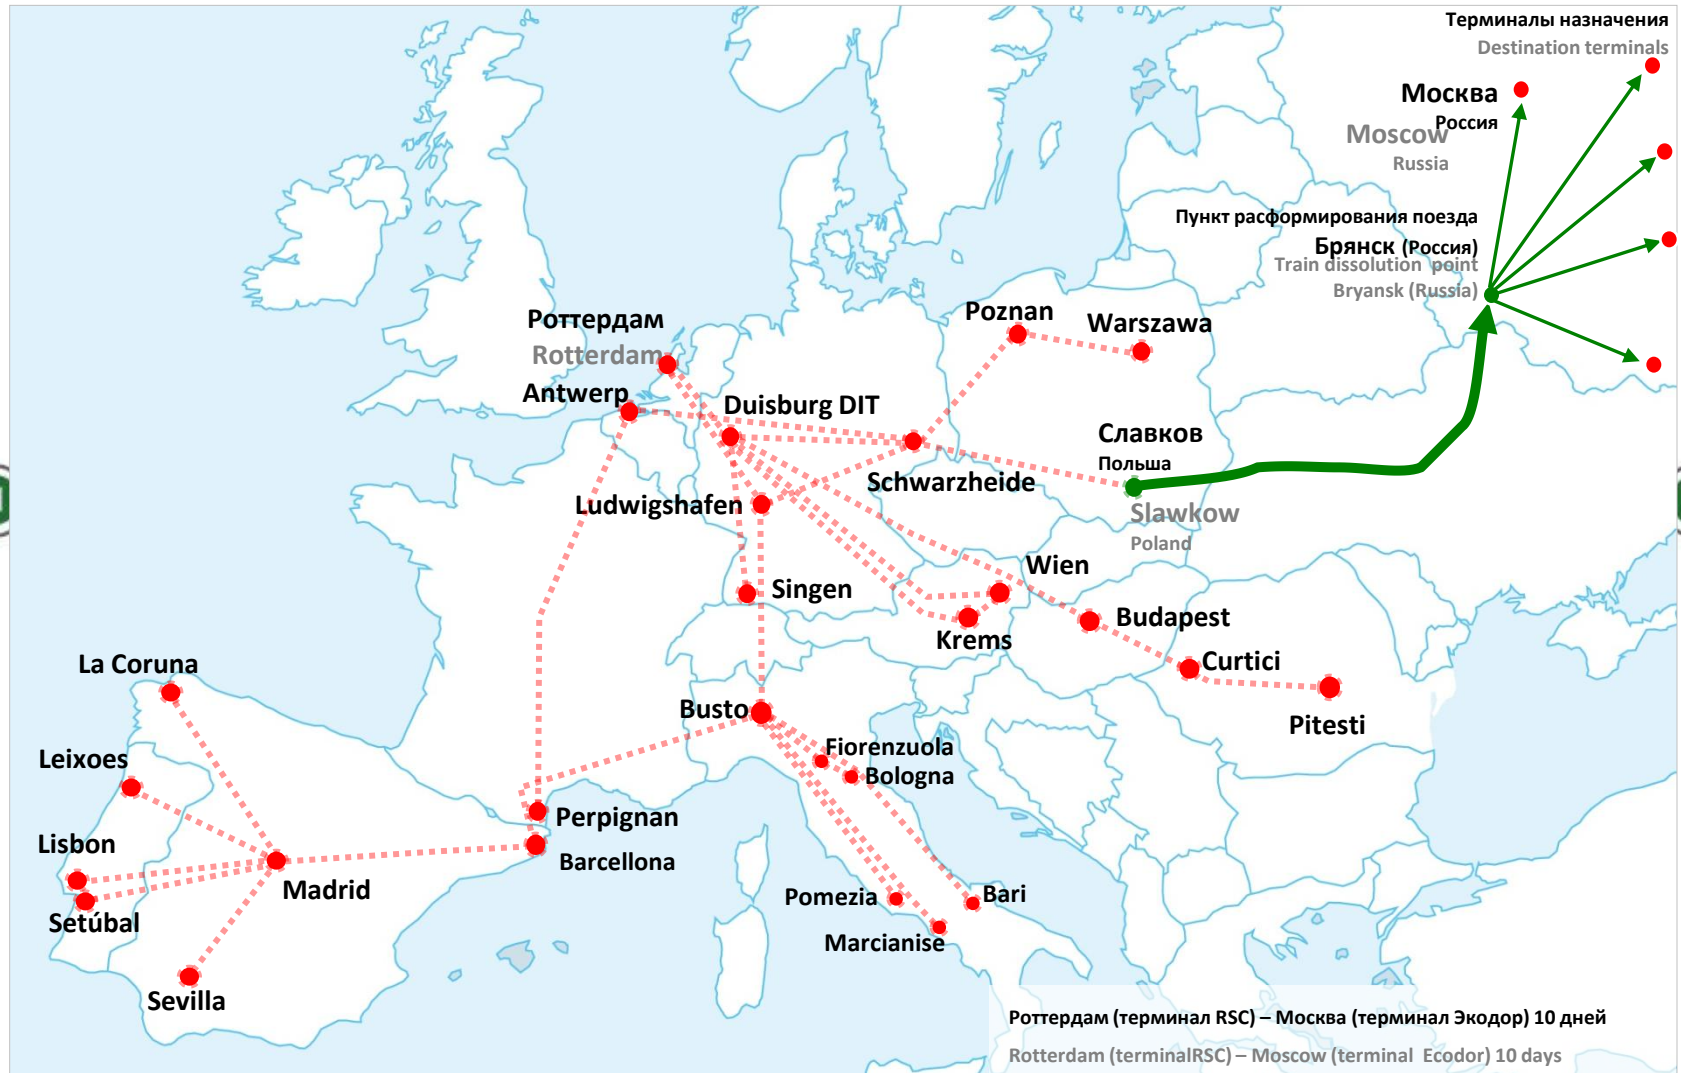 Терминалы назначения
Destination terminals
Москва
Россия
Moscow
Russia
Пункт расформирования поезда
Брянск (Россия)
Train dissolution point
Bryansk (Russia)
Роттердам
Rotterdam
Antwerp
Duisburg DIT
Poznan
Warszawa
Славков
Польша
Slawkow
Poland
Schwarzheide
Ludwigshafen
Singen
Wien
Krems
Budapest
Curtici
Pitesti
La Coruna
Leixoes
Lisbon
Setúbal
Madrid
Sevilla
Busto
Fiorenzuola
Bologna
Perpignan
Barcellona
Pomezia
Bari
Marcianise
Роттердам (терминал RSC) – Москва (терминал Экодор) 10 дней
Rotterdam (terminalRSC) – Moscow (terminal Ecodor) 10 days